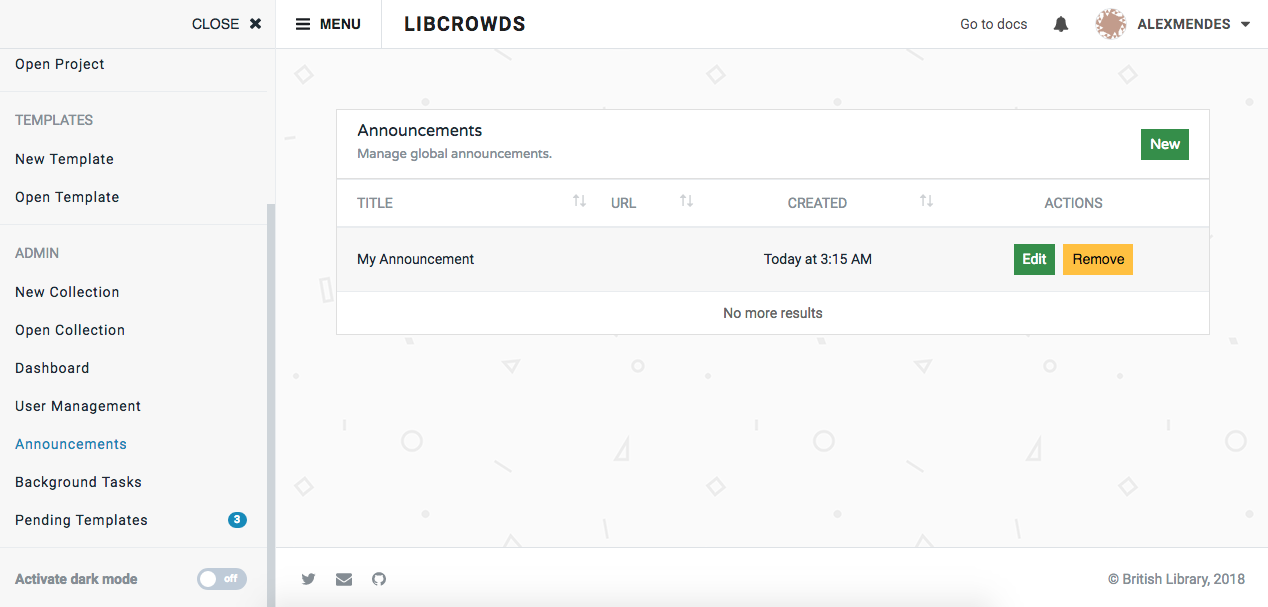 CLOSE ✖
MENU
LIBCROWDS
Go to docs
ALEXMENDES
Open Project
TEMPLATES
New Template
Open Template
ADMIN
New Collection
Open Collection
Dashboard
User Management
Announcements
Background Tasks
Pending Templates 3
Activate dark mode off
Announcements
Manage global announcements.
New
TITLE URL CREATED ACTIONS
My Announcement Today at 3:15 AM Edit Remove
No more results
© British Library, 2018